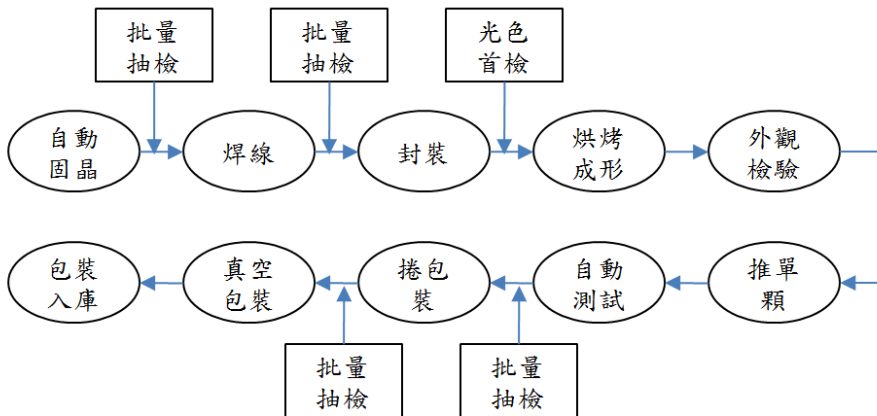 批量
抽檢
批量
抽檢
光色
首檢
自動
固晶
焊線
封裝
烘烤
成形
外觀
檢驗
包裝
入庫
真空
包裝
捲包
裝
自動
測試
推單
顆
批量
抽檢
批量
抽檢